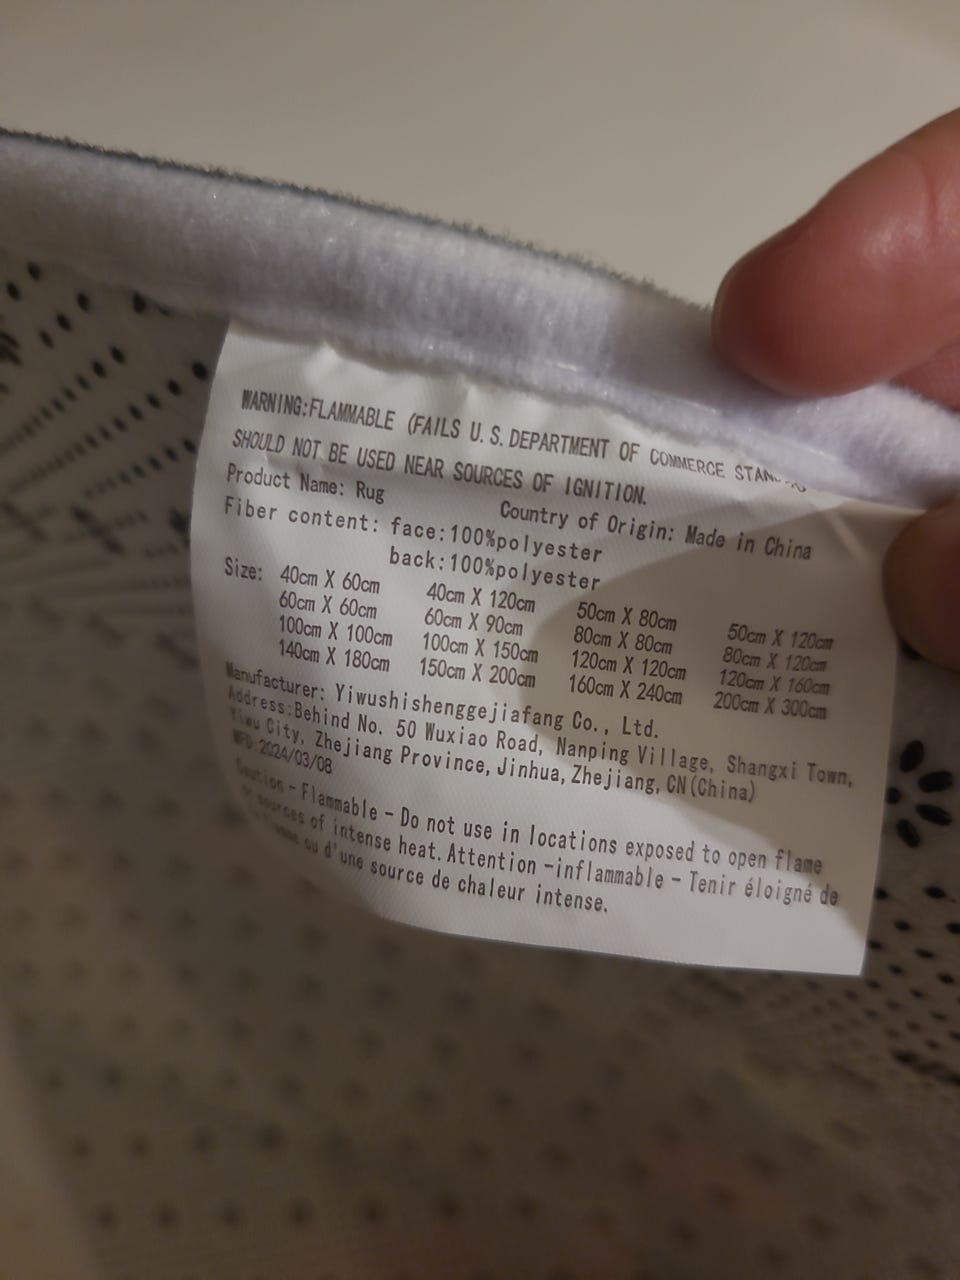 WARNING:FLAMMABLE (FAILS U.S.DEPARTMENT OF COMMERCE
SHOULD NOT BE USED NEAR SOURCES OF IGNITION.
Product Name: Rug Country of Origin: Made in China
Fiber content: face:100%polyester
back:100%polyester
Size: 40cm X 60cm 40cm X 120cm 50cm X 80cm 50cm X 120cm
60cm X 60cm 60cm X 90cm 80cm X 80cm 80cm X 120cm
100cm X 100cm 100cm X 150cm 120cm X 120cm 120cm X 160cm
140cm X 180cm 150cm X 200cm 160cm X 240cm 200cm X 300cm
Manufacturer: Yiwushishenggejiafang Co., Ltd.
Address:Behind No. 50 Wuxiao Road, Nanping Village, Shangxi Town,
Yiwu City, Zhejiang Province, Jinhua, Zhejiang, CN(China)
MFD:2024/03/08
Caution - Flammable - Do not use in locations exposed to open flame
or sources of intense heat. Attention -inflammable - Tenir éloigné de
ou d'une source de chaleur intense.